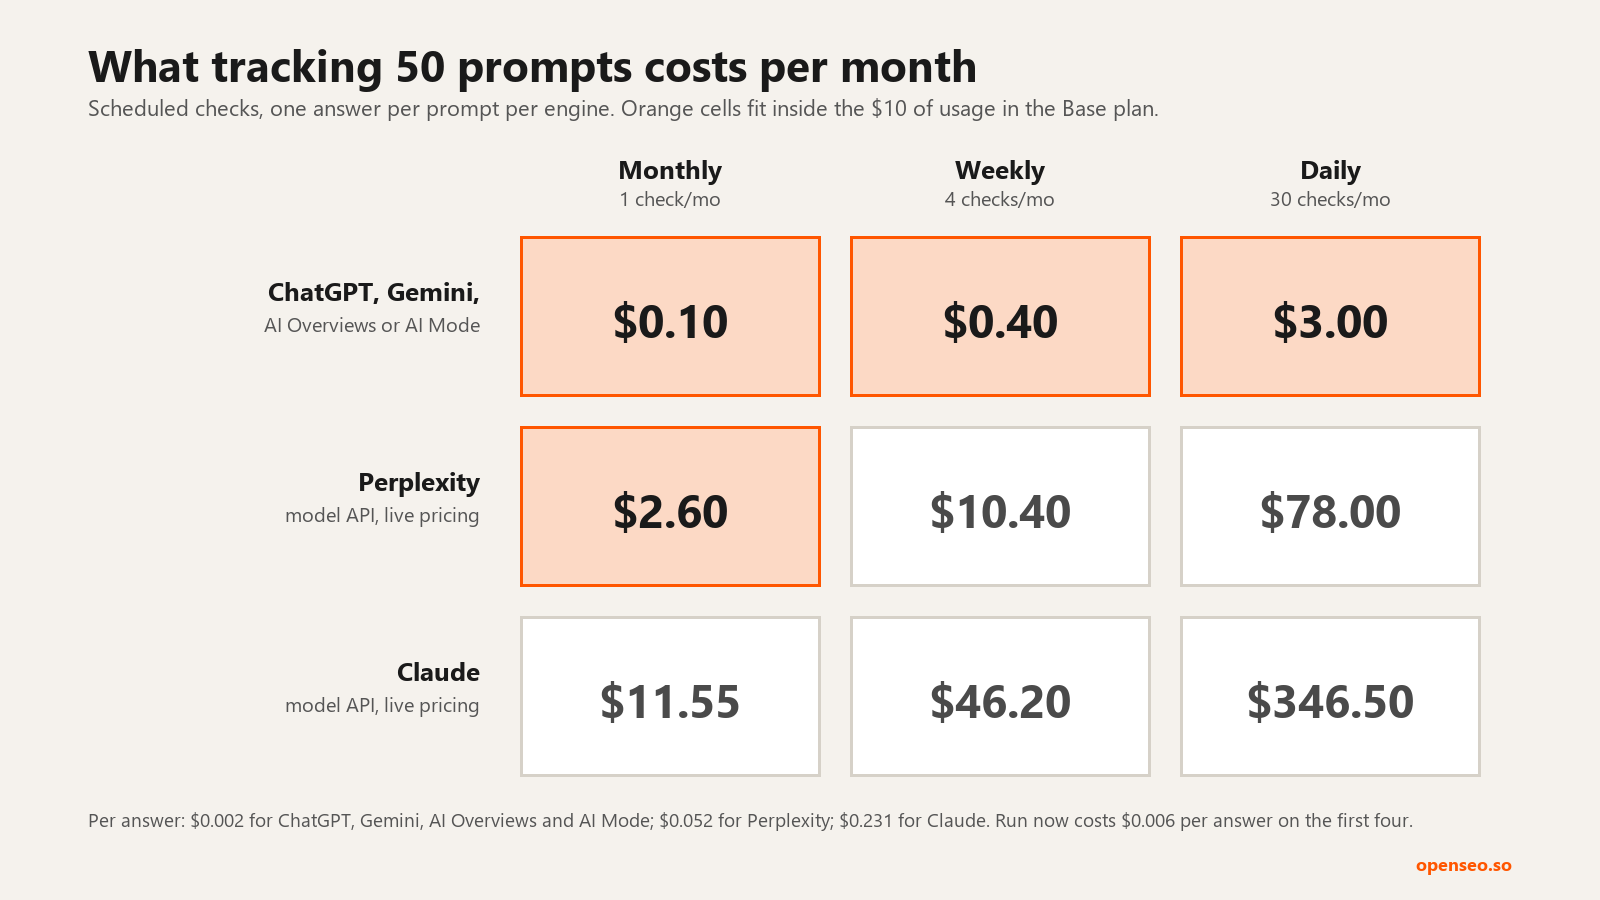 What tracking 50 prompts costs per month
Scheduled checks, one answer per prompt per engine. Orange cells fit inside the $10 of usage in the Base plan.
Monthly
1 check/mo
Weekly
4 checks/mo
Daily
30 checks/mo
ChatGPT, Gemini,
AI Overviews or AI Mode
$0.10
$0.40
$3.00
Perplexity
model API, live pricing
$2.60
$10.40
$78.00
Claude
model API, live pricing
$11.55
$46.20
$346.50
Per answer: $0.002 for ChatGPT, Gemini, AI Overviews and AI Mode; $0.052 for Perplexity; $0.231 for Claude. Run now costs $0.006 per answer on the first four.
openseo.so